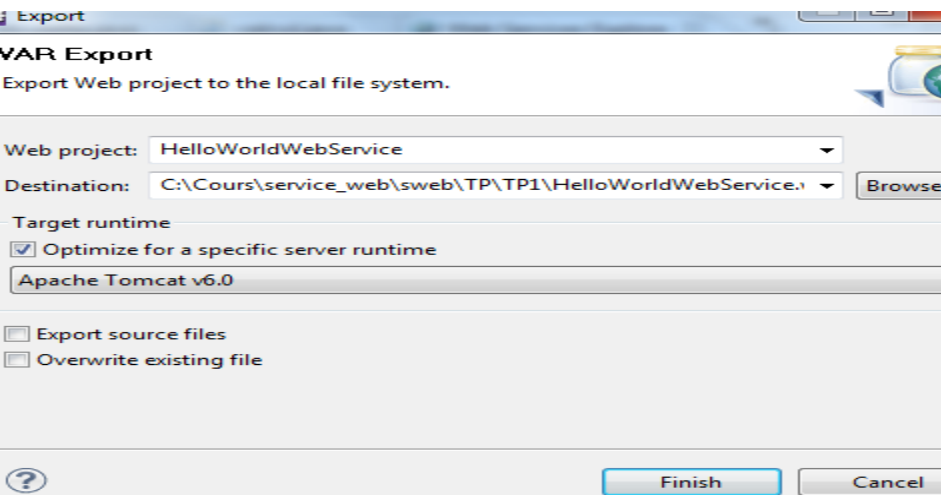 Export
WAR Export
Export Web project to the local file system.
Web project: HelloWorldWebService
Destination: C:\Cours\service_web\sweb\TP\TP1\HelloWorldWebService. Browse
Target runtime
Optimize for a specific server runtime
Apache Tomcat v6.0
Export source files
Overwrite existing file
? Finish Cancel